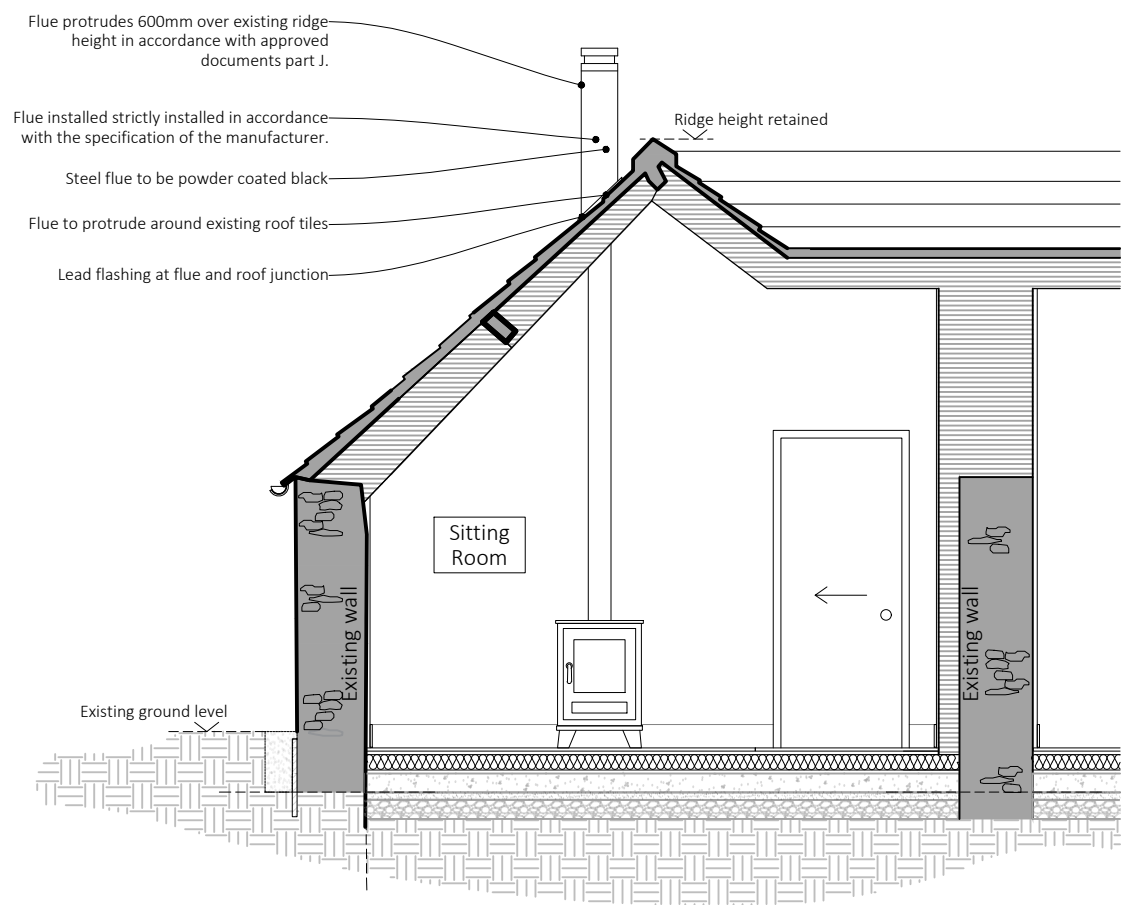 Flue protrudes 600mm over existing ridge
height in accordance with approved
documents part J.
Flue installed strictly installed in accordance
with the specification of the manufacturer.
Steel flue to be powder coated black
Flue to protrude around existing roof tiles
Lead flashing at flue and roof junction
Ridge height retained
Sitting
Room
Existing wall
Existing wall
Existing ground level